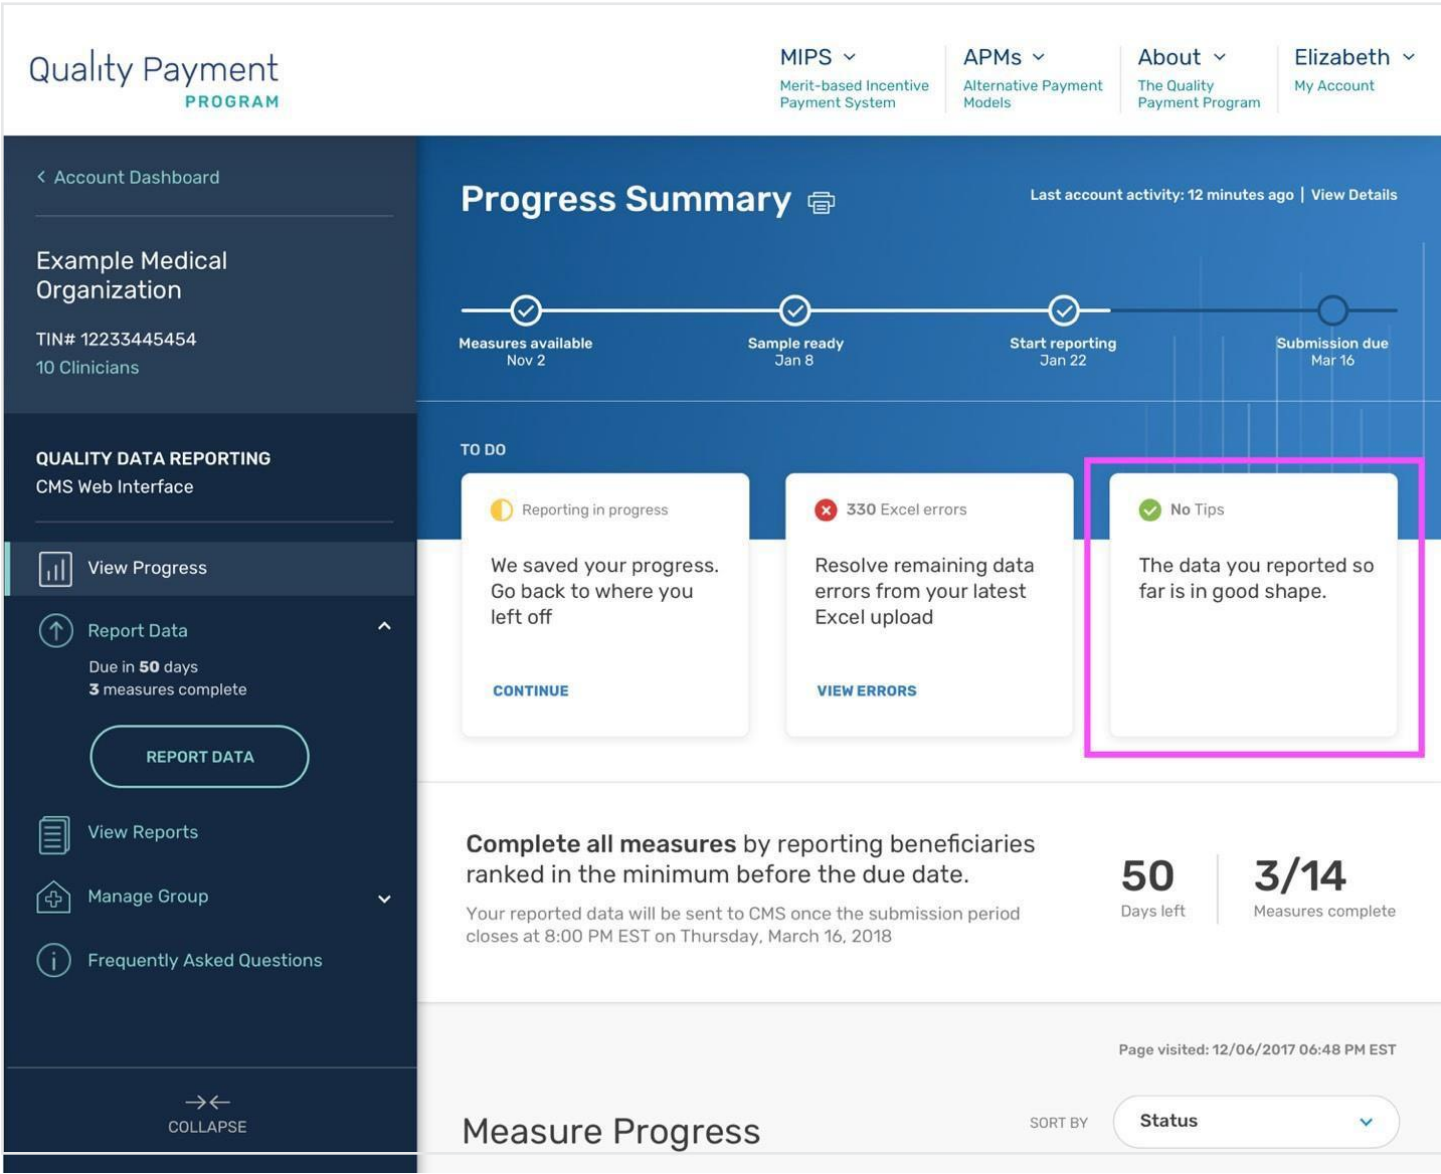 Quality Payment
PROGRAM
MIPS
Merit-based Incentive
Payment System
APMs
Alternative Payment
Models
About
The Quality
Payment Program
Elizabeth
My Account
< Account Dashboard
Example Medical
Organization
TIN# 12233445454
10 Clinicians
QUALITY DATA REPORTING
CMS Web Interface
View Progress
Report Data
Due in 50 days
3 measures complete
REPORT DATA
View Reports
Manage Group
Frequently Asked Questions
COLLAPSE
Progress Summary
Last account activity: 12 minutes ago | View Details
Measures available
Nov 2
Sample ready
Jan 8
Start reporting
Jan 22
Submission due
Mar 16
TO DO
Reporting in progress
We saved your progress.
Go back to where you
left off
CONTINUE
330 Excel errors
Resolve remaining data
errors from your latest
Excel upload
VIEW ERRORS
No Tips
The data you reported so
far is in good shape.
Complete all measures by reporting beneficiaries
ranked in the minimum before the due date.
Your reported data will be sent to CMS once the submission period
closes at 8:00 PM EST on Thursday, March 16, 2018
50
Days left
3/14
Measures complete
Page visited: 12/06/2017 06:48 PM EST
Measure Progress
SORT BY
Status